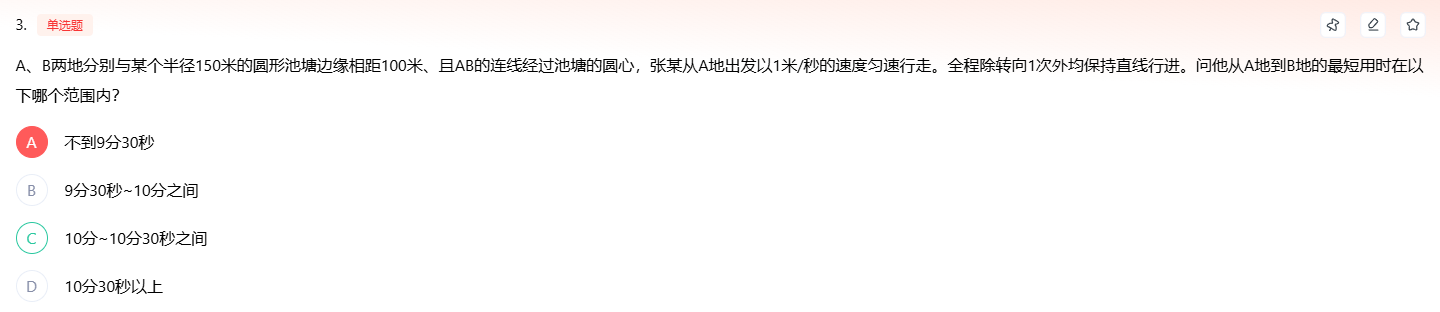 3. 单选题
A、B两地分别与某个半径150米的圆形池塘边缘相距100米、且AB的连线经过池塘的圆心，张某从A地出发以1米/秒的速度匀速行走。全程除转向1次外均保持直线行进。问他从A地到B地的最短用时在以
下哪个范围内？
A 不到9分30秒
B 9分30秒~10分之间
C 10分~10分30秒之间
D 10分30秒以上